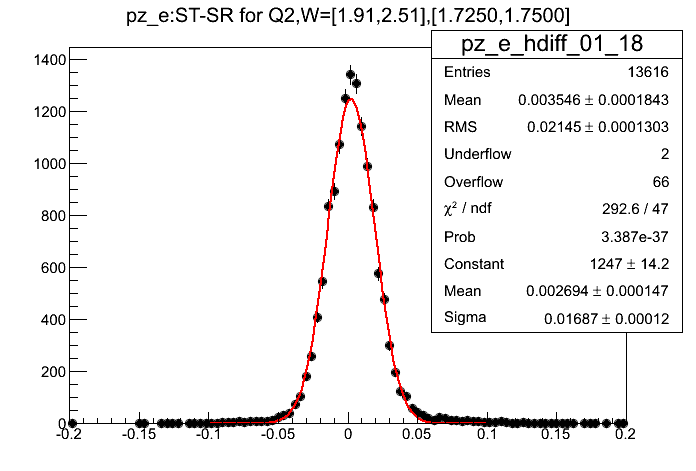 pz_e:ST-SR for Q2,W=[1.91,2.51],[1.7250,1.7500]
pz_e_hdiff_01_18
Entries 13616
Mean 0.003546 ± 0.0001843
RMS 0.02145 ± 0.0001303
Underflow 2
Overflow 66
χ² / ndf 292.6 / 47
Prob 3.387e-37
Constant 1247 ± 14.2
Mean 0.002694 ± 0.000147
Sigma 0.01687 ± 0.00012
1400
1200
1000
800
600
400
200
0
-0.2 -0.15 -0.1 -0.05 0 0.05 0.1 0.15 0.2